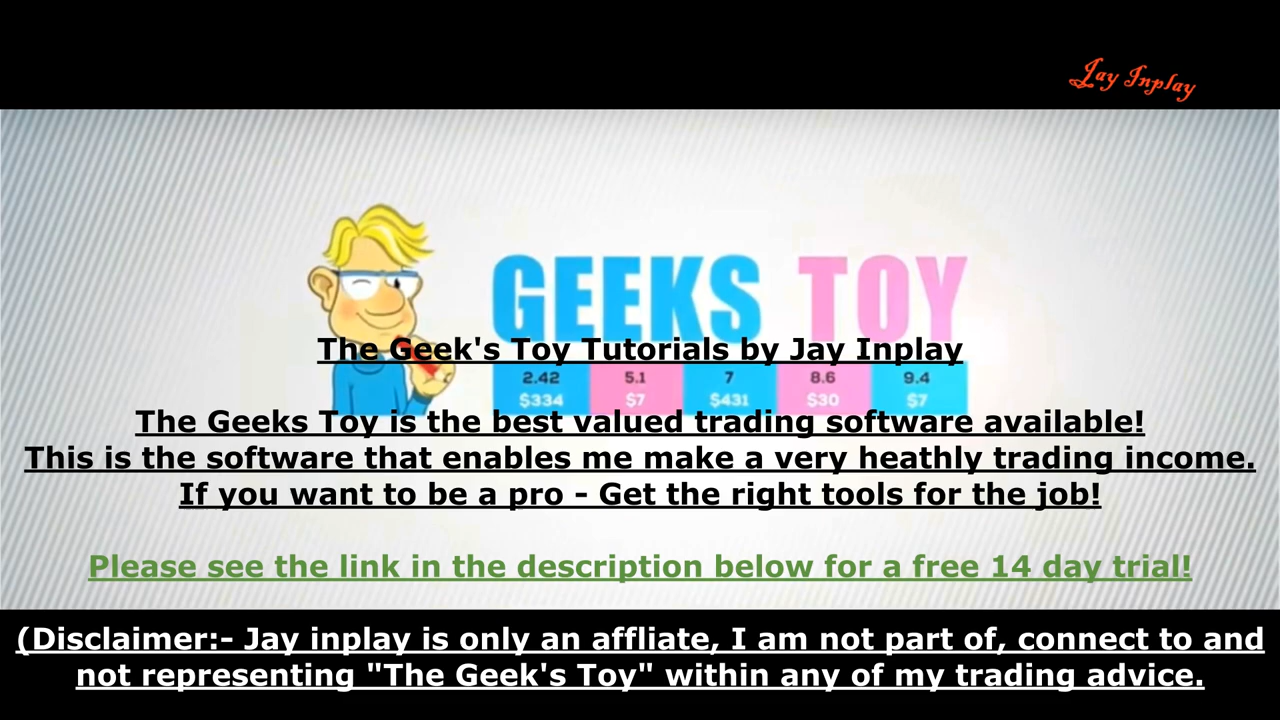 Jay Inplay
GEEKS TOY
The Geek's Toy Tutorials by Jay Inplay
2.42 5.1 7 8.6 9.4
$334 $7 $431 $30 $7
The Geeks Toy is the best valued trading software available!
This is the software that enables me make a very heathly trading income.
If you want to be a pro - Get the right tools for the job!
Please see the link in the description below for a free 14 day trial!
(Disclaimer:- Jay inplay is only an affliate, I am not part of, connect to and
not representing "The Geek's Toy" within any of my trading advice.